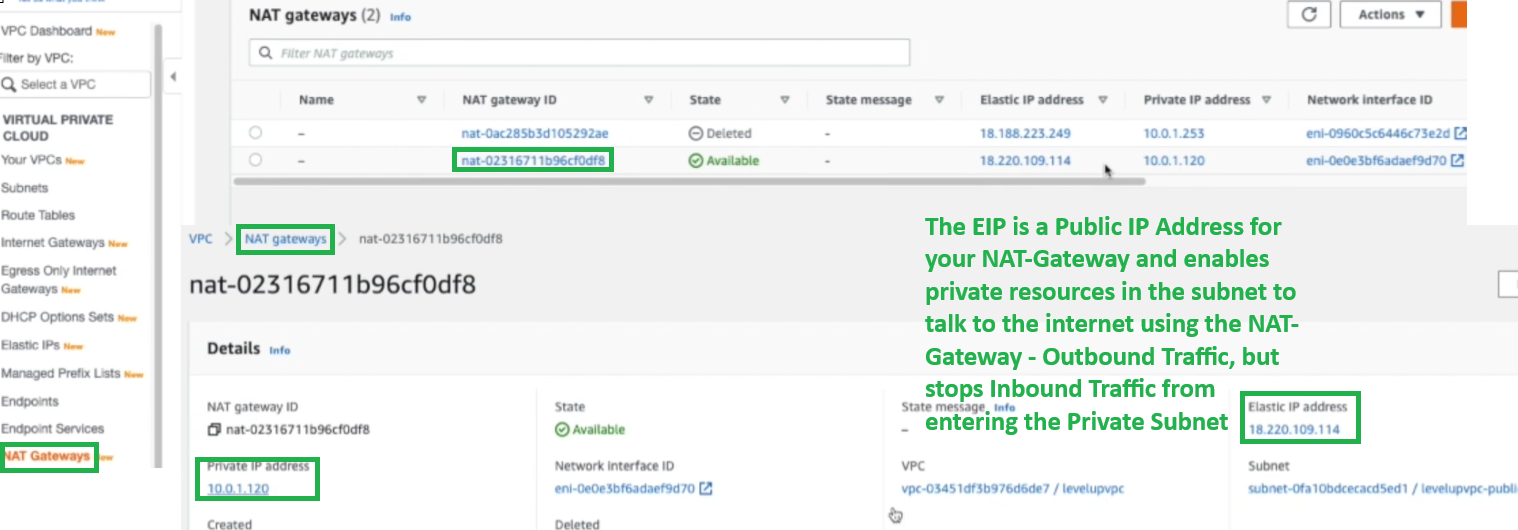 NAT gateways (2) Info
Actions
Filter NAT gateways
Name NAT gateway ID State State message Elastic IP address Private IP address Network interface ID
– nat-0ac285b3d105292ae Deleted - 18.188.223.249 10.0.1.253 eni-0960c5c6446c73e2d
– nat-02316711b96cf0df8 Available - 18.220.109.114 10.0.1.120 eni-0e0e3bf6adaef9d70
VPC Dashboard New
Filter by VPC:
Select a VPC
VIRTUAL PRIVATE
CLOUD
Your VPCs New
Subnets
Route Tables
Internet Gateways New
Egress Only Internet
Gateways New
DHCP Options Sets New
Elastic IPs New
Managed Prefix Lists New
Endpoints
Endpoint Services
NAT Gateways New
VPC > NAT gateways > nat-02316711b96cf0df8
nat-02316711b96cf0df8
The EIP is a Public IP Address for
your NAT-Gateway and enables
private resources in the subnet to
talk to the internet using the NAT-
Gateway - Outbound Traffic, but
stops Inbound Traffic from
entering the Private Subnet
Details Info
NAT gateway ID
nat-02316711b96cf0df8
State
Available
State message Info
–
Elastic IP address
18.220.109.114
Private IP address
10.0.1.120
Network Interface ID
eni-0e0e3bf6adaef9d70
VPC
vpc-03451df3b976d6de7 / levelupvpc
Subnet
subnet-0fa10bdcecacd5ed1 / levelupvpc-publi
Created
Deleted